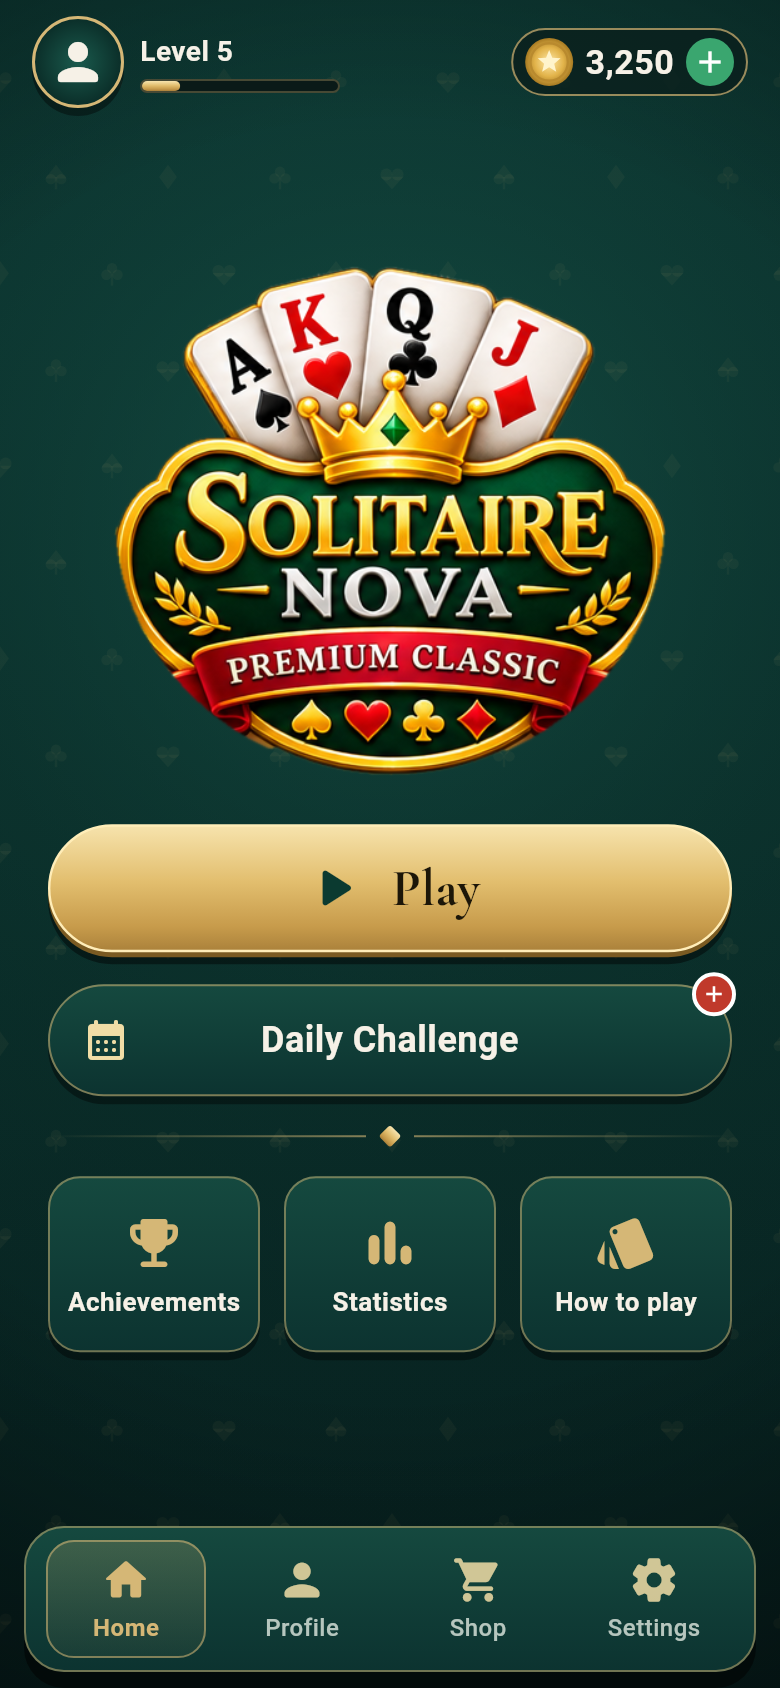 Level 5
3,250
A
K
Q
J
SOLITAIRE
NOVA
PREMIUM CLASSIC
Play
Daily Challenge
Achievements
Statistics
How to play
Home
Profile
Shop
Settings